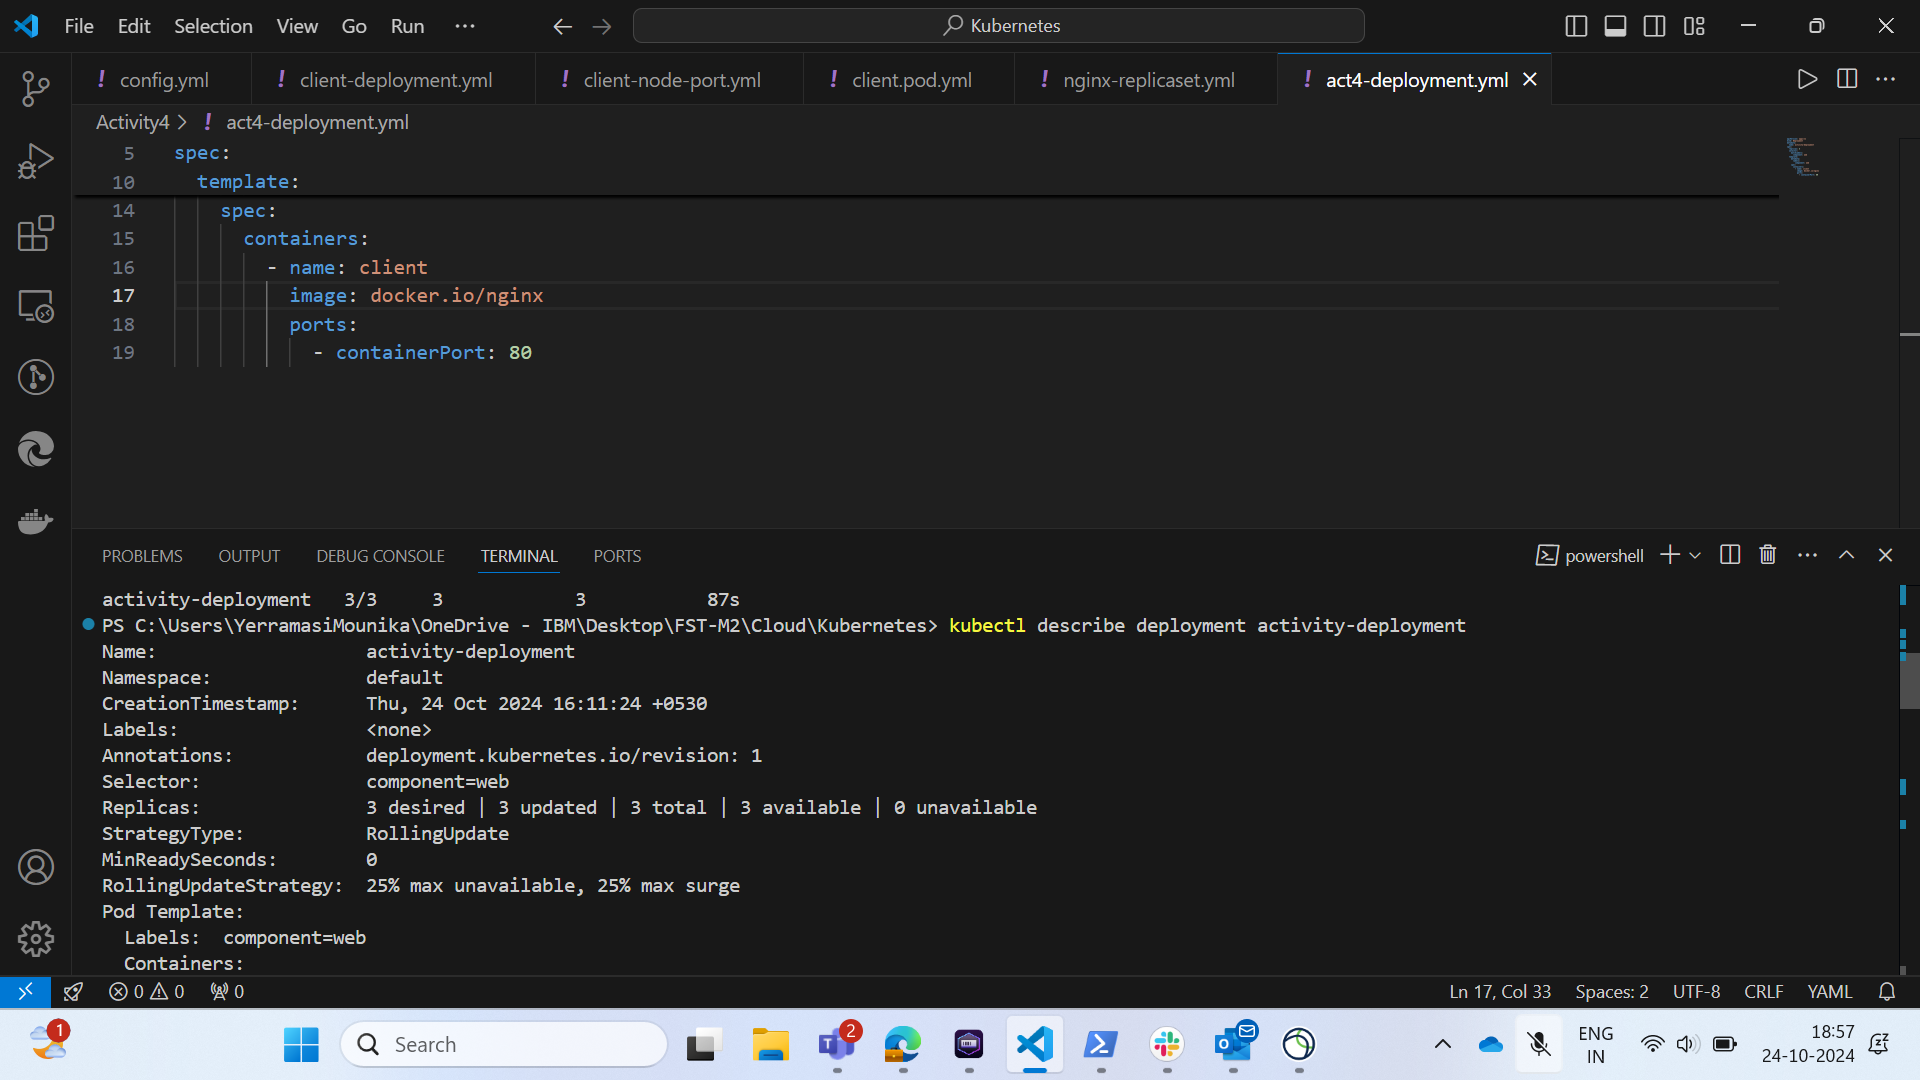 File Edit Selection View Go Run ... Kubernetes
! config.yml ! client-deployment.yml ! client-node-port.yml ! client.pod.yml ! nginx-replicaset.yml ! act4-deployment.yml
Activity4 > ! act4-deployment.yml
5 spec:
10 template:
14 spec:
15 containers:
16 - name: client
17 image: docker.io/nginx
18 ports:
19 - containerPort: 80
PROBLEMS OUTPUT DEBUG CONSOLE TERMINAL PORTS powershell
activity-deployment 3/3 3 3 87s
PS C:\Users\YerramasiMounika\OneDrive - IBM\Desktop\FST-M2\Cloud\Kubernetes> kubectl describe deployment activity-deployment
Name: activity-deployment
Namespace: default
CreationTimestamp: Thu, 24 Oct 2024 16:11:24 +0530
Labels: <none>
Annotations: deployment.kubernetes.io/revision: 1
Selector: component=web
Replicas: 3 desired | 3 updated | 3 total | 3 available | 0 unavailable
StrategyType: RollingUpdate
MinReadySeconds: 0
RollingUpdateStrategy: 25% max unavailable, 25% max surge
Pod Template:
Labels: component=web
Containers:
0 0 0 Ln 17, Col 33 Spaces: 2 UTF-8 CRLF YAML
1 Search 2 ENG 18:57
IN 24-10-2024